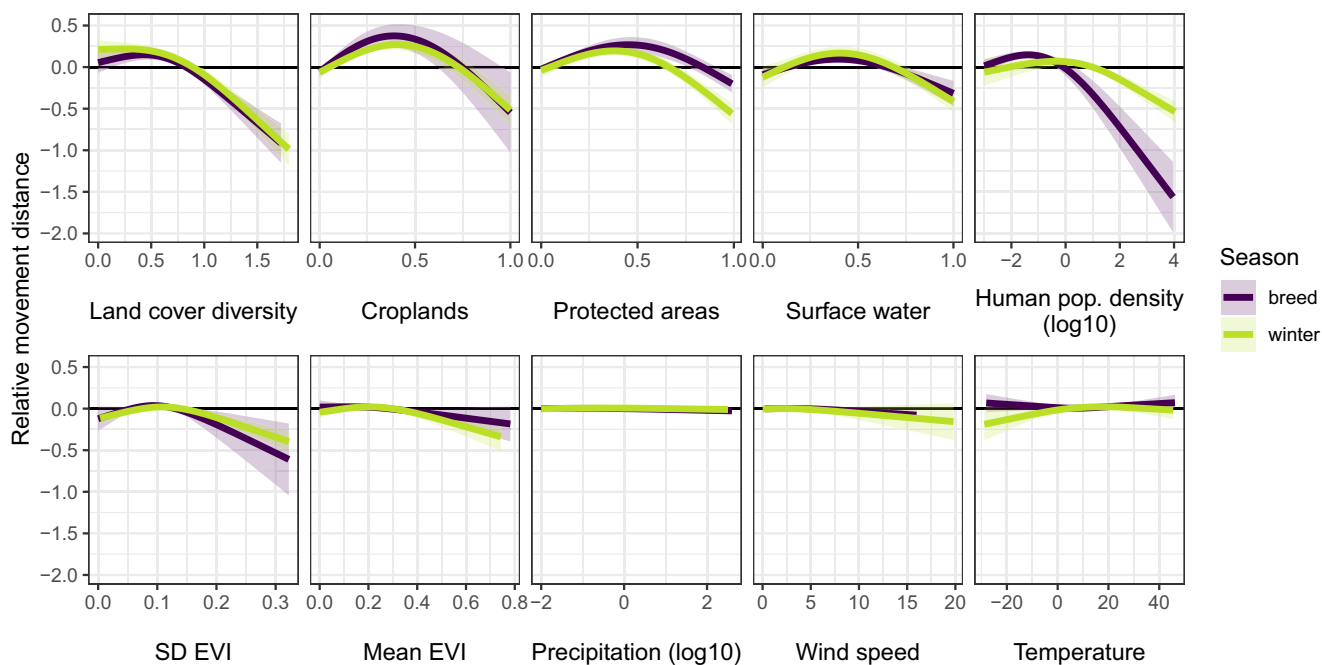 Relative movement distance
0.5
0.0
−0.5
−1.0
−1.5
−2.0
0.0 0.5 1.0 1.5
Land cover diversity
0.0 0.5 1.0
Croplands
0.0 0.5 1.0
Protected areas
0.0 0.5 1.0
Surface water
−2 0 2 4
Human pop. density
(log10)
Season
breed
winter
0.5
0.0
−0.5
−1.0
−1.5
−2.0
0.0 0.1 0.2 0.3
SD EVI
0.0 0.2 0.4 0.6 0.8
Mean EVI
−2 0 2
Precipitation (log10)
0 5 10 15 20
Wind speed
−20 0 20 40
Temperature